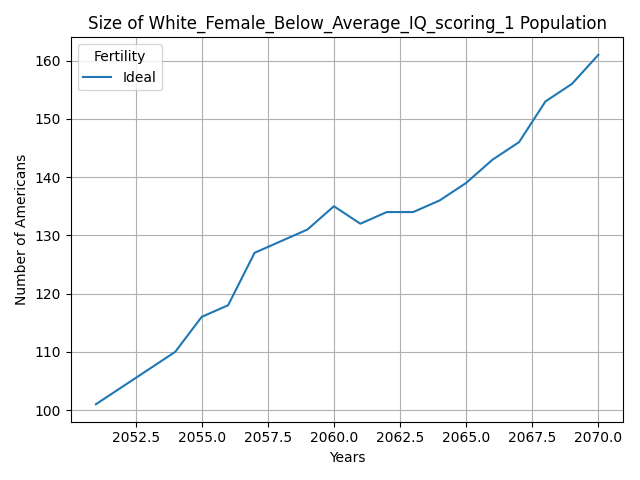 Size of White_Female_Below_Average_IQ_scoring_1 Population
Fertility
Ideal
160
150
140
130
120
110
100
Number of Americans
2052.5 2055.0 2057.5 2060.0 2062.5 2065.0 2067.5 2070.0
Years